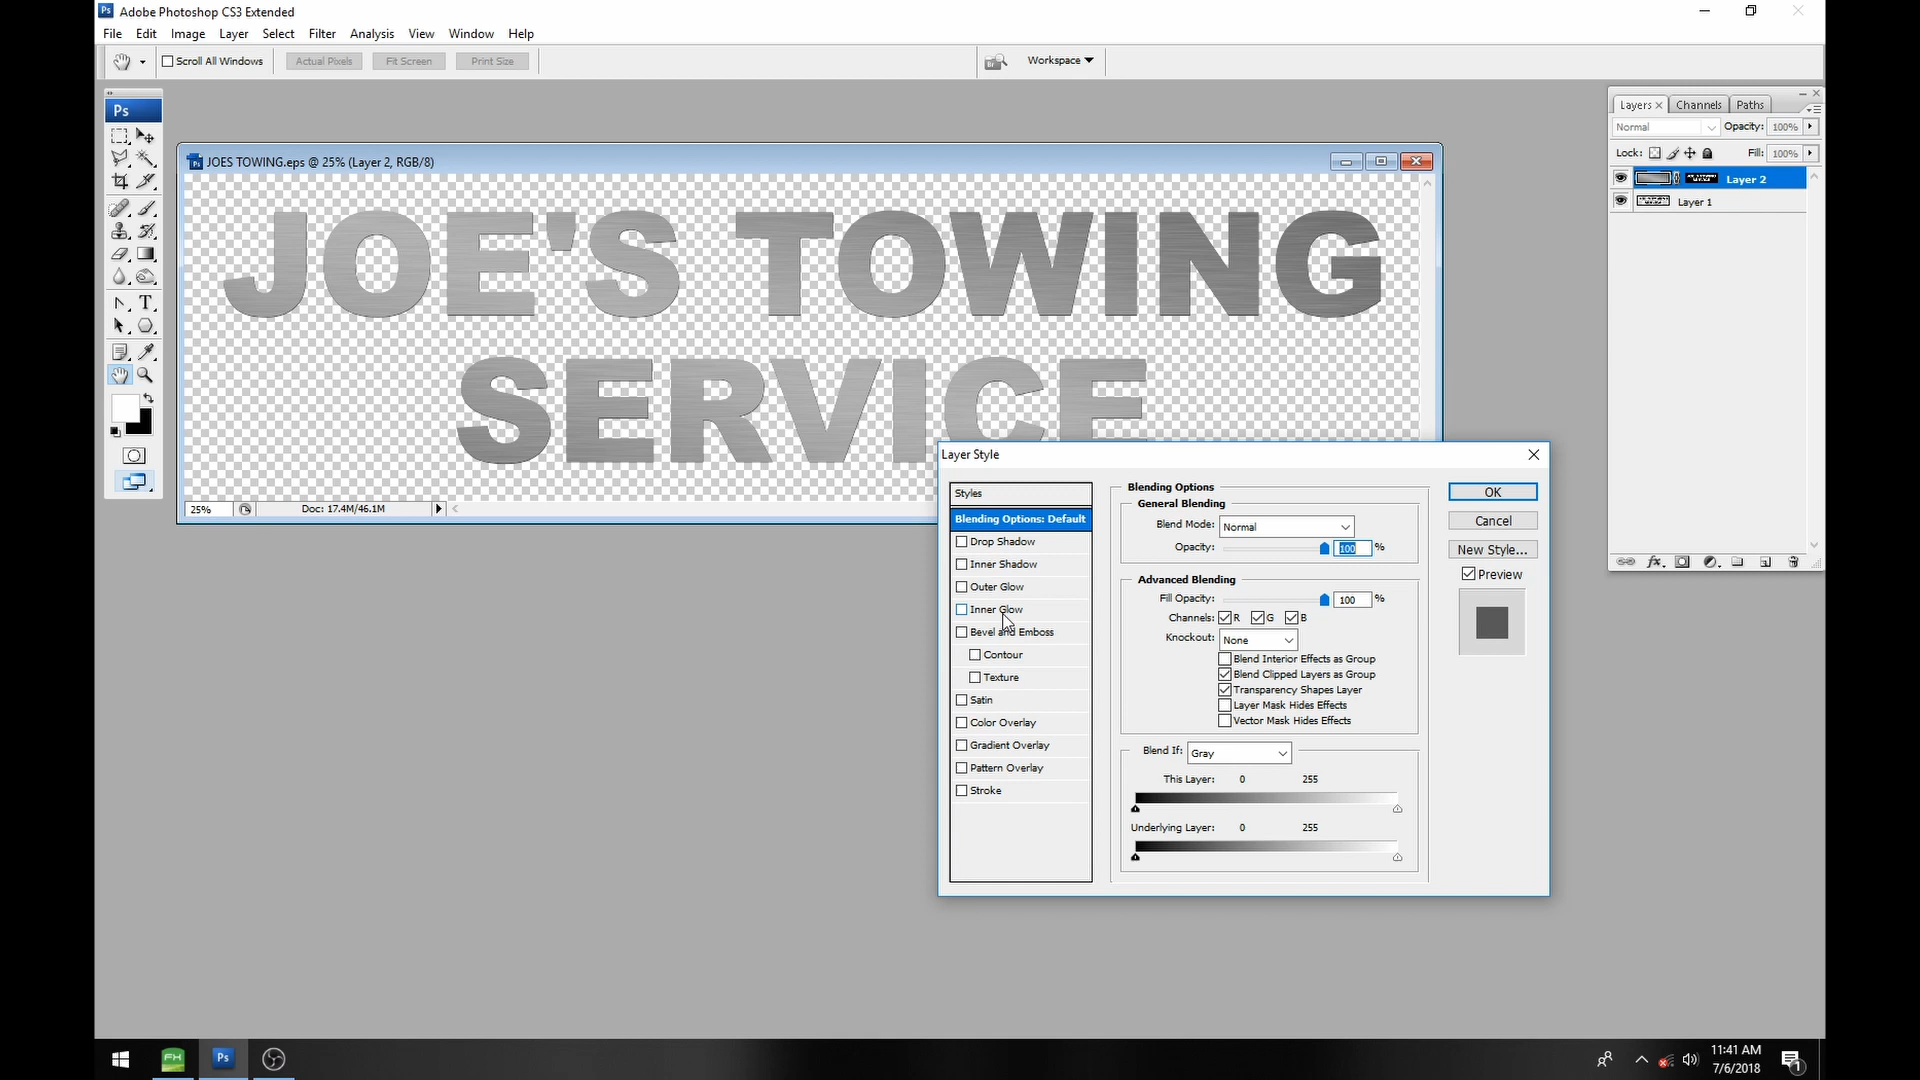 Ps Adobe Photoshop CS3 Extended
File Edit Image Layer Select Filter Analysis View Window Help
Scroll All Windows Actual Pixels Fit Screen Print Size Workspace
Ps
JOES TOWING.eps @ 25% (Layer 2, RGB/8)
JOE'S TOWING
SERVICE
25% Doc: 17.4M/46.1M
Layers Channels Paths
Normal Opacity: 100%
Lock: Fill: 100%
Layer 2
Layer 1
Layer Style
Styles
Blending Options: Default
Drop Shadow
Inner Shadow
Outer Glow
Inner Glow
Bevel and Emboss
Contour
Texture
Satin
Color Overlay
Gradient Overlay
Pattern Overlay
Stroke
Blending Options
General Blending
Blend Mode: Normal
Opacity: 100 %
Advanced Blending
Fill Opacity: 100 %
Channels: R G B
Knockout: None
Blend Interior Effects as Group
Blend Clipped Layers as Group
Transparency Shapes Layer
Layer Mask Hides Effects
Vector Mask Hides Effects
Blend If: Gray
This Layer: 0 255
Underlying Layer: 0 255
OK
Cancel
New Style...
Preview
FH Ps
11:41 AM
7/6/2018
1